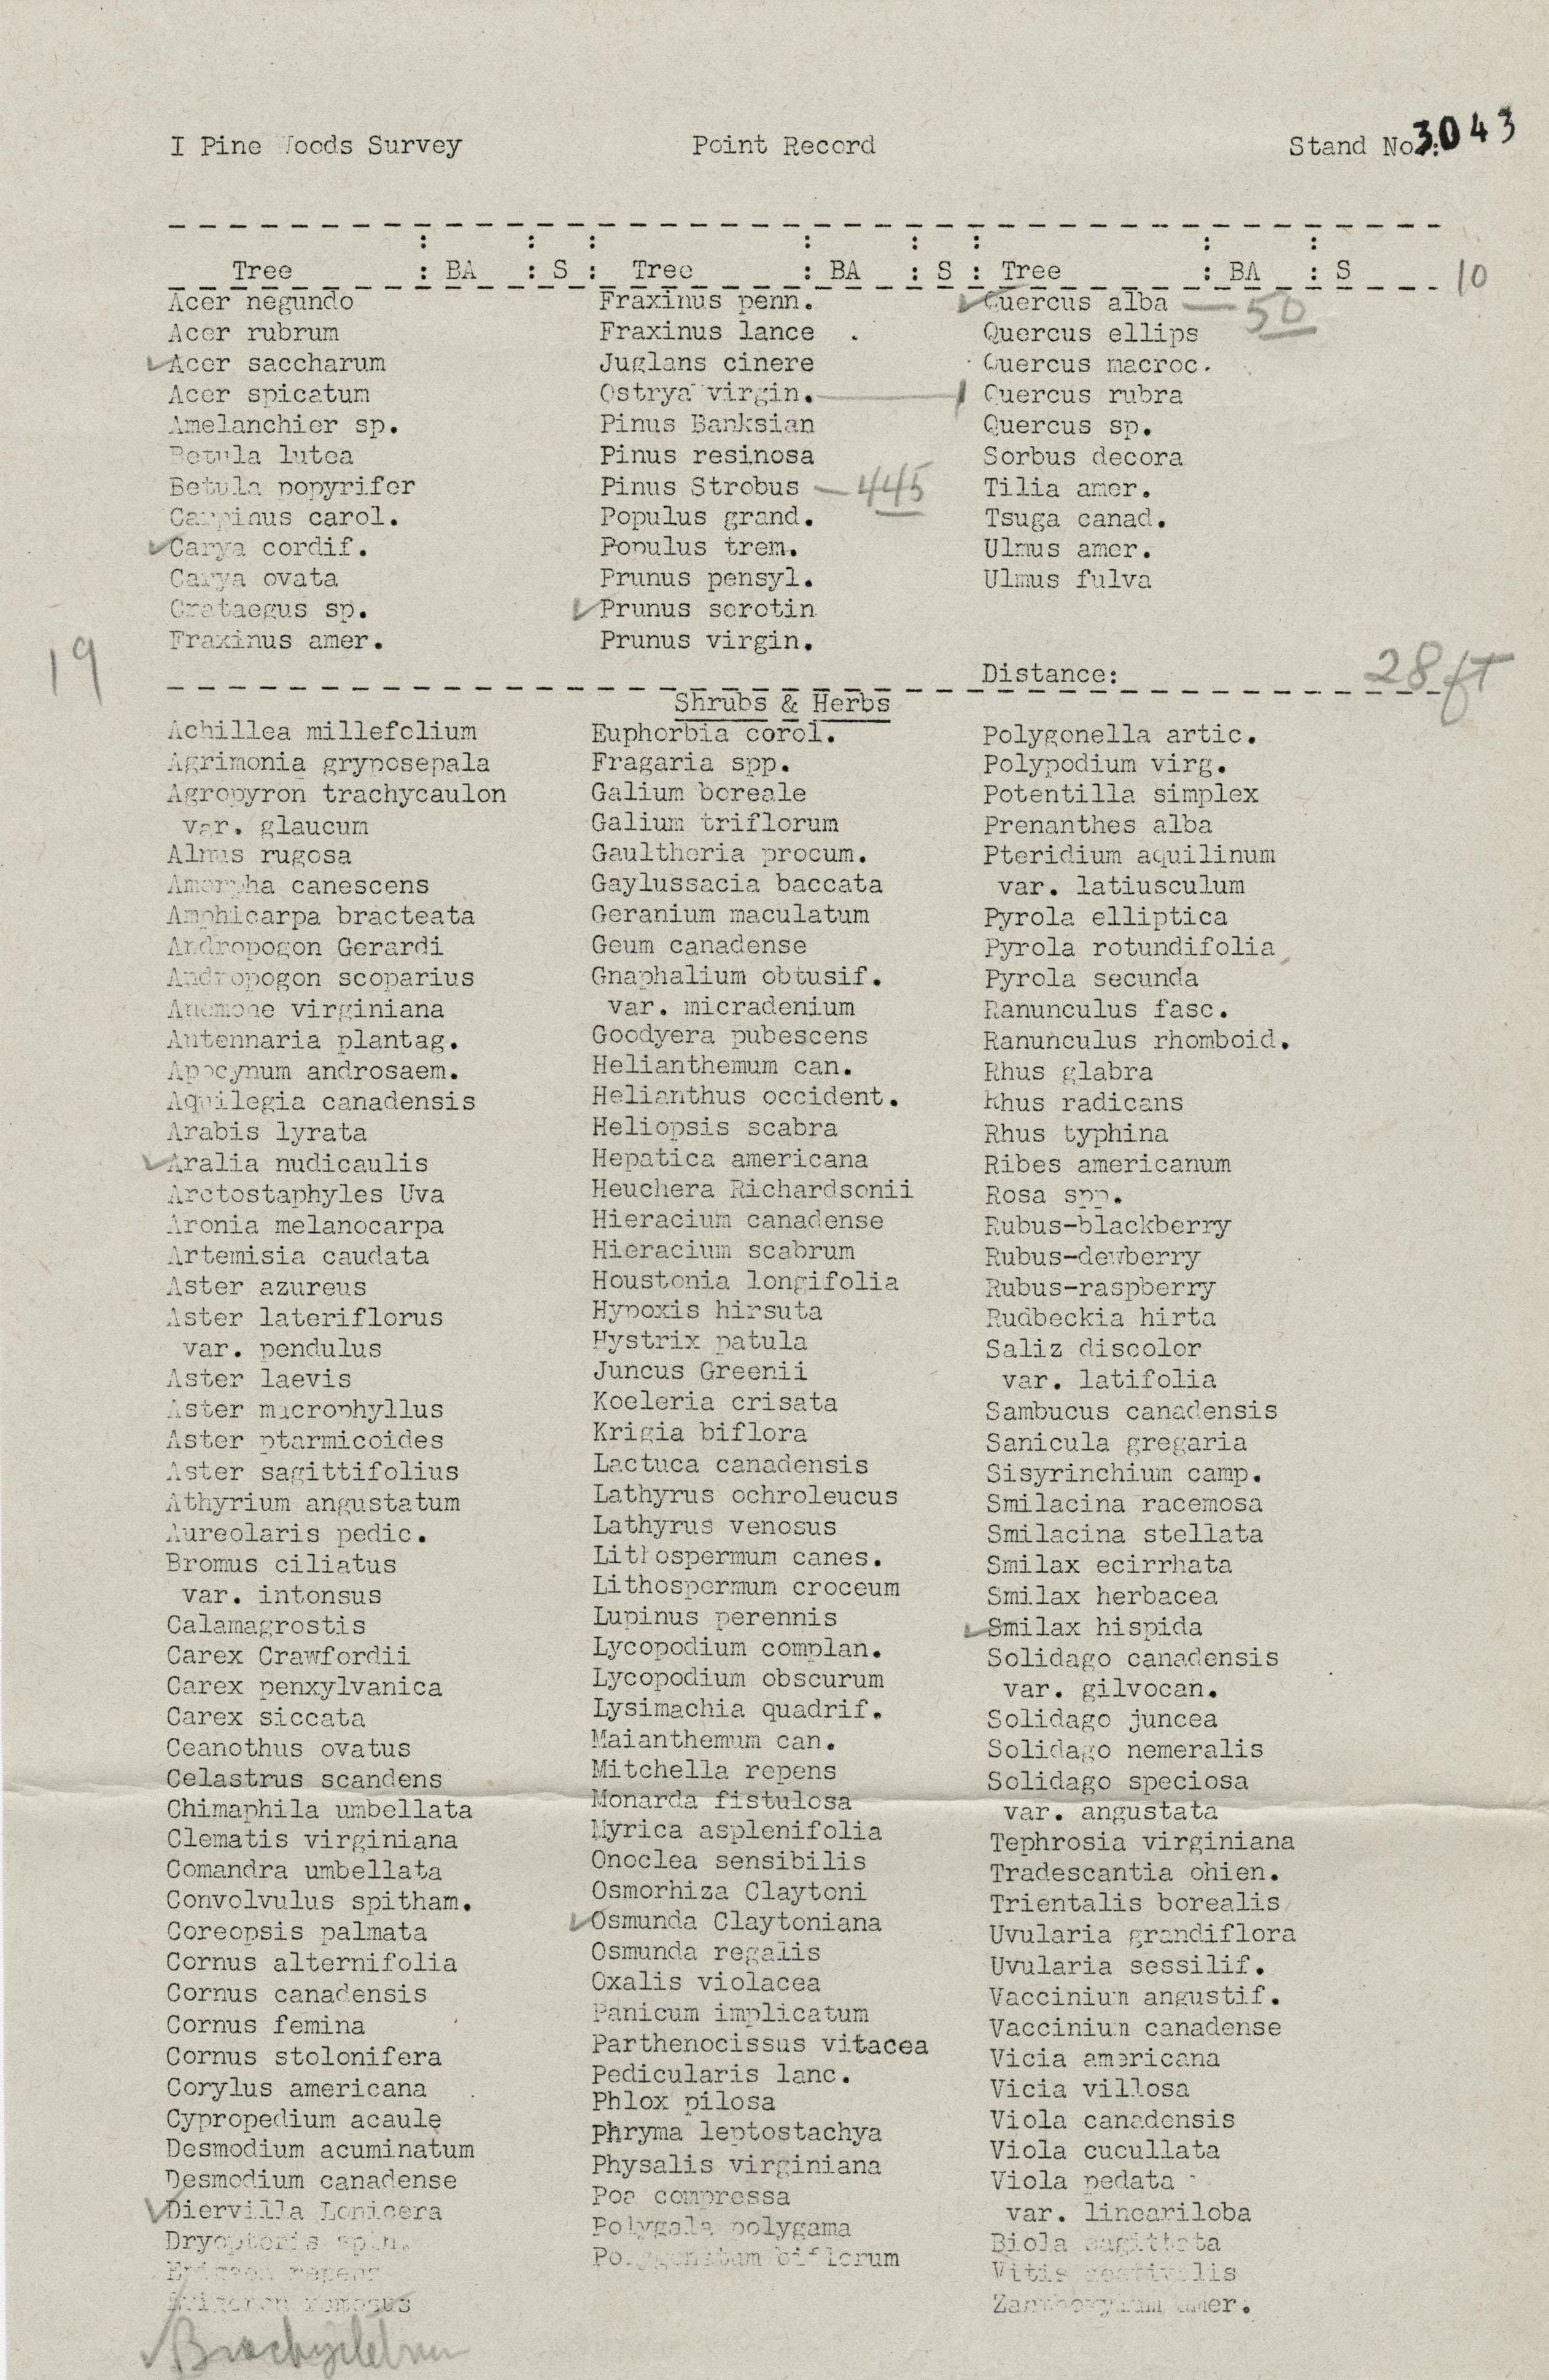 I Pine Woods Survey Point Record Stand No.: 3043
: : : : : : : :
Tree : BA : S : Tree : BA : S : Tree : BA : S
10
Acer negundo Fraxinus penn. ✓ Quercus alba — 50
Acer rubrum Fraxinus lance . Quercus ellips
✓ Acer saccharum Juglans cinere Quercus macroc.
Acer spicatum Ostrya virgin. — 1 Quercus rubra
Amelanchier sp. Pinus Banksian Quercus sp.
Betula lutea Pinus resinosa Sorbus decora
Betula popyrifer Pinus Strobus — 445 Tilia amer.
Carpinus carol. Populus grand. Tsuga canad.
✓ Carya cordif. Populus trem. Ulmus amer.
Carya ovata Prunus pensyl. Ulmus fulva
Crataegus sp. ✓ Prunus serotin
Fraxinus amer. Prunus virgin.
19
Distance: 28 ft
Shrubs & Herbs
Achillea millefolium
Agrimonia gryposepala
Agropyron trachycaulon
var. glaucum
Alnus rugosa
Amorpha canescens
Amphicarpa bracteata
Andropogon Gerardi
Andropogon scoparius
Anemone virginiana
Antennaria plantag.
Apocynum androsaem.
Aquilegia canadensis
Arabis lyrata
✓ Aralia nudicaulis
Arctostaphyles Uva
Aronia melanocarpa
Artemisia caudata
Aster azureus
Aster lateriflorus
var. pendulus
Aster laevis
Aster macrophyllus
Aster ptarmicoides
Aster sagittifolius
Athyrium angustatum
Aureolaris pedic.
Bromus ciliatus
var. intonsus
Calamagrostis
Carex Crawfordii
Carex penxylvanica
Carex siccata
Ceanothus ovatus
Celastrus scandens
Chimaphila umbellata
Clematis virginiana
Comandra umbellata
Convolvulus spitham.
Coreopsis palmata
Cornus alternifolia
Cornus canadensis
Cornus femina
Cornus stolonifera
Corylus americana
Cypropedium acaule
Desmodium acuminatum
Desmodium canadense
✓ Diervilla Lonicera
Dryopteris spin.
repens
Erigeron ramosus
Euphorbia corol.
Fragaria spp.
Galium boreale
Galium triflorum
Gaultheria procum.
Gaylussacia baccata
Geranium maculatum
Geum canadense
Gnaphalium obtusif.
var. micradenium
Goodyera pubescens
Helianthemum can.
Helianthus occident.
Heliopsis scabra
Hepatica americana
Heuchera Richardsonii
Hieracium canadense
Hieracium scabrum
Houstonia longifolia
Hypoxis hirsuta
Hystrix patula
Juncus Greenii
Koeleria crisata
Krigia biflora
Lactuca canadensis
Lathyrus ochroleucus
Lathyrus venosus
Lithospermum canes.
Lithospermum croceum
Lupinus perennis
Lycopodium complan.
Lycopodium obscurum
Lysimachia quadrif.
Maianthemum can.
Mitchella repens
Monarda fistulosa
Myrica asplenifolia
Onoclea sensibilis
Osmorhiza Claytoni
✓ Osmunda Claytoniana
Osmunda regalis
Oxalis violacea
Panicum implicatum
Parthenocissus vitacea
Pedicularis lanc.
Phlox pilosa
Phryma leptostachya
Physalis virginiana
Poa compressa
Polygala polygama
Polygonatum biflorum
Polygonella artic.
Polypodium virg.
Potentilla simplex
Prenanthes alba
Pteridium aquilinum
var. latiusculum
Pyrola elliptica
Pyrola rotundifolia
Pyrola secunda
Ranunculus fasc.
Ranunculus rhomboid.
Rhus glabra
Rhus radicans
Rhus typhina
Ribes americanum
Rosa spp.
Rubus-blackberry
Rubus-dewberry
Rubus-raspberry
Rudbeckia hirta
Saliz discolor
var. latifolia
Sambucus canadensis
Sanicula gregaria
Sisyrinchium camp.
Smilacina racemosa
Smilacina stellata
Smilax ecirrhata
Smilax herbacea
✓ Smilax hispida
Solidago canadensis
var. gilvocan.
Solidago juncea
Solidago nemeralis
Solidago speciosa
var. angustata
Tephrosia virginiana
Tradescantia ohien.
Trientalis borealis
Uvularia grandiflora
Uvularia sessilif.
Vaccinium angustif.
Vaccinium canadense
Vicia americana
Vicia villosa
Viola canadensis
Viola cucullata
Viola pedata
var. lineariloba
Biola sagittata
Vitis aestivalis
Zanthoxylum amer.